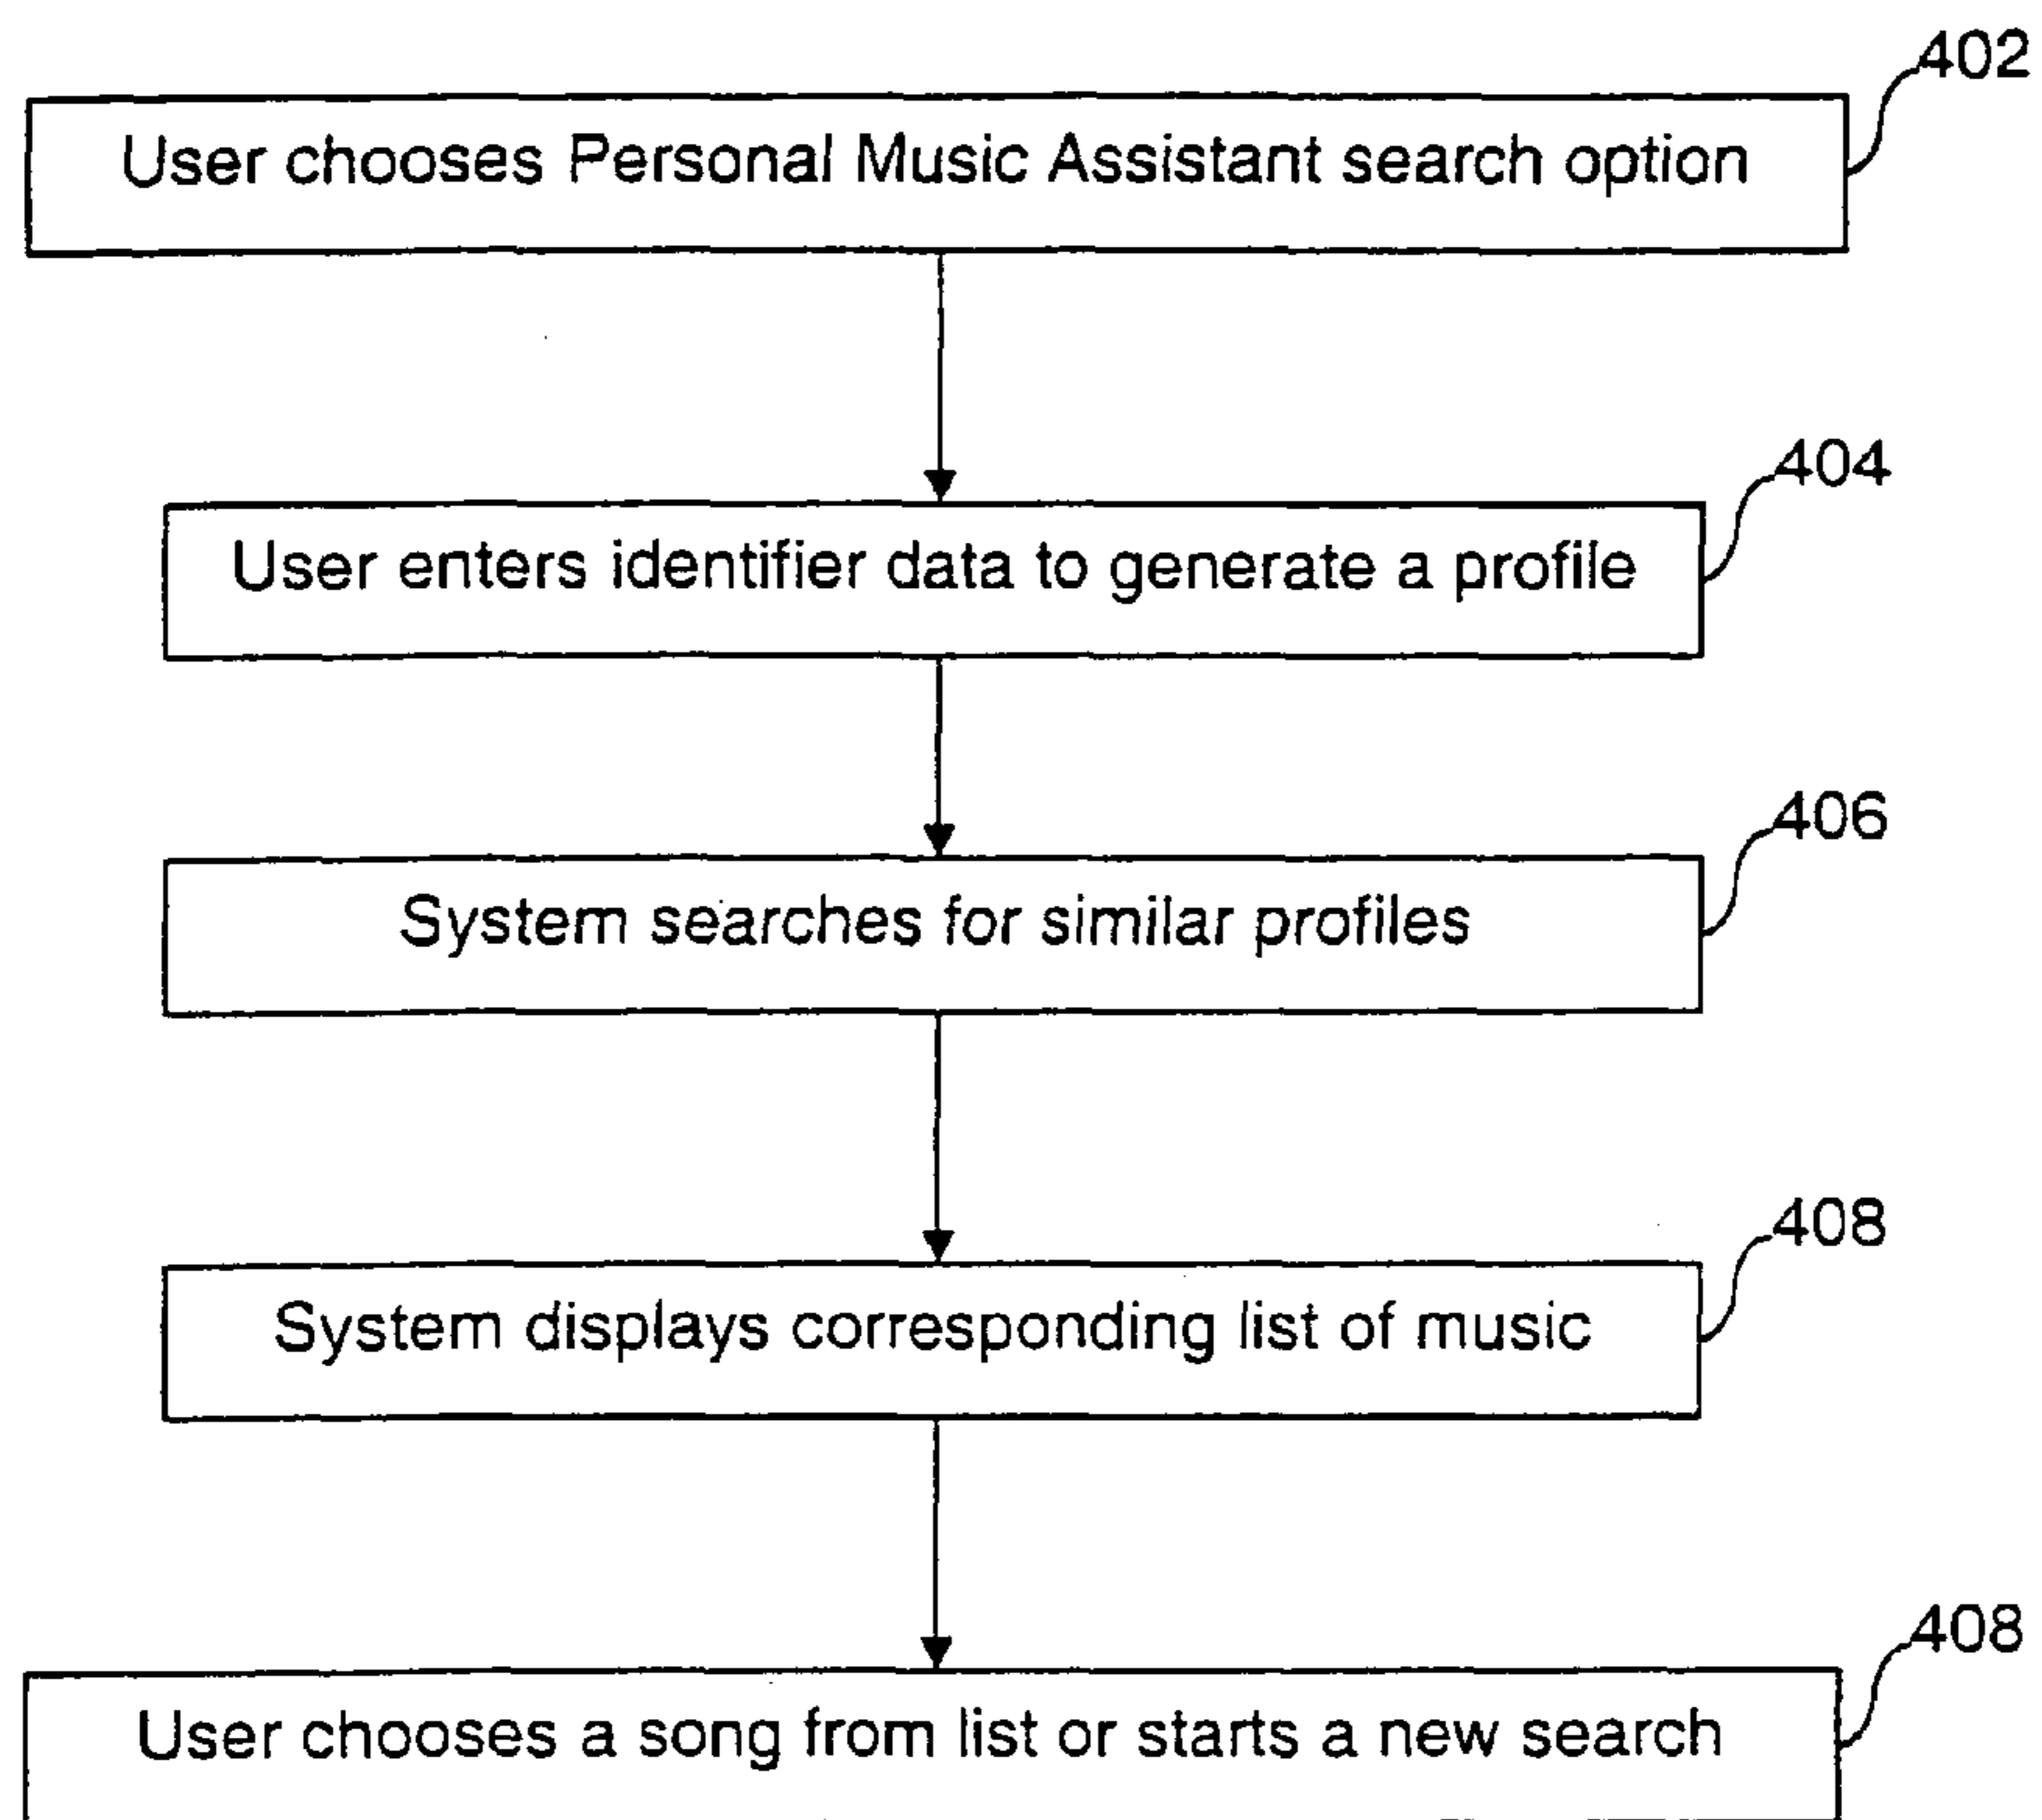 402
User chooses Personal Music Assistant search option
404
User enters identifier data to generate a profile
406
System searches for similar profiles
408
System displays corresponding list of music
408
User chooses a song from list or starts a new search